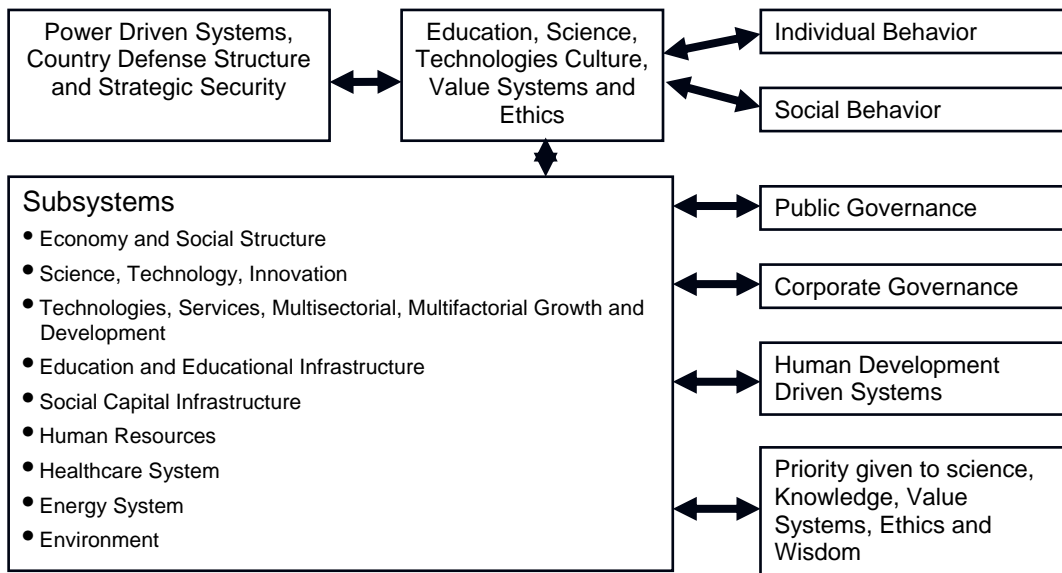 Power Driven Systems,
Country Defense Structure
and Strategic Security
Education, Science,
Technologies Culture,
Value Systems and
Ethics
Individual Behavior
Social Behavior
Subsystems
• Economy and Social Structure
• Science, Technology, Innovation
• Technologies, Services, Multisectorial, Multifactorial Growth and
Development
• Education and Educational Infrastructure
• Social Capital Infrastructure
• Human Resources
• Healthcare System
• Energy System
• Environment
Public Governance
Corporate Governance
Human Development
Driven Systems
Priority given to science,
Knowledge, Value
Systems, Ethics and
Wisdom